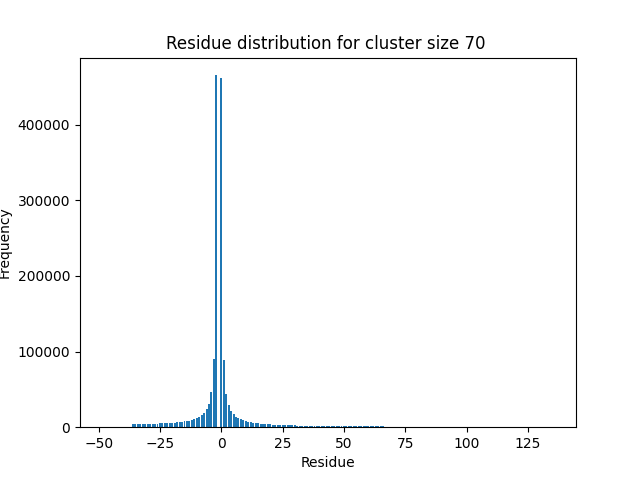 Residue distribution for cluster size 70
400000
300000
200000
100000
0
Frequency
−50 −25 0 25 50 75 100 125
Residue